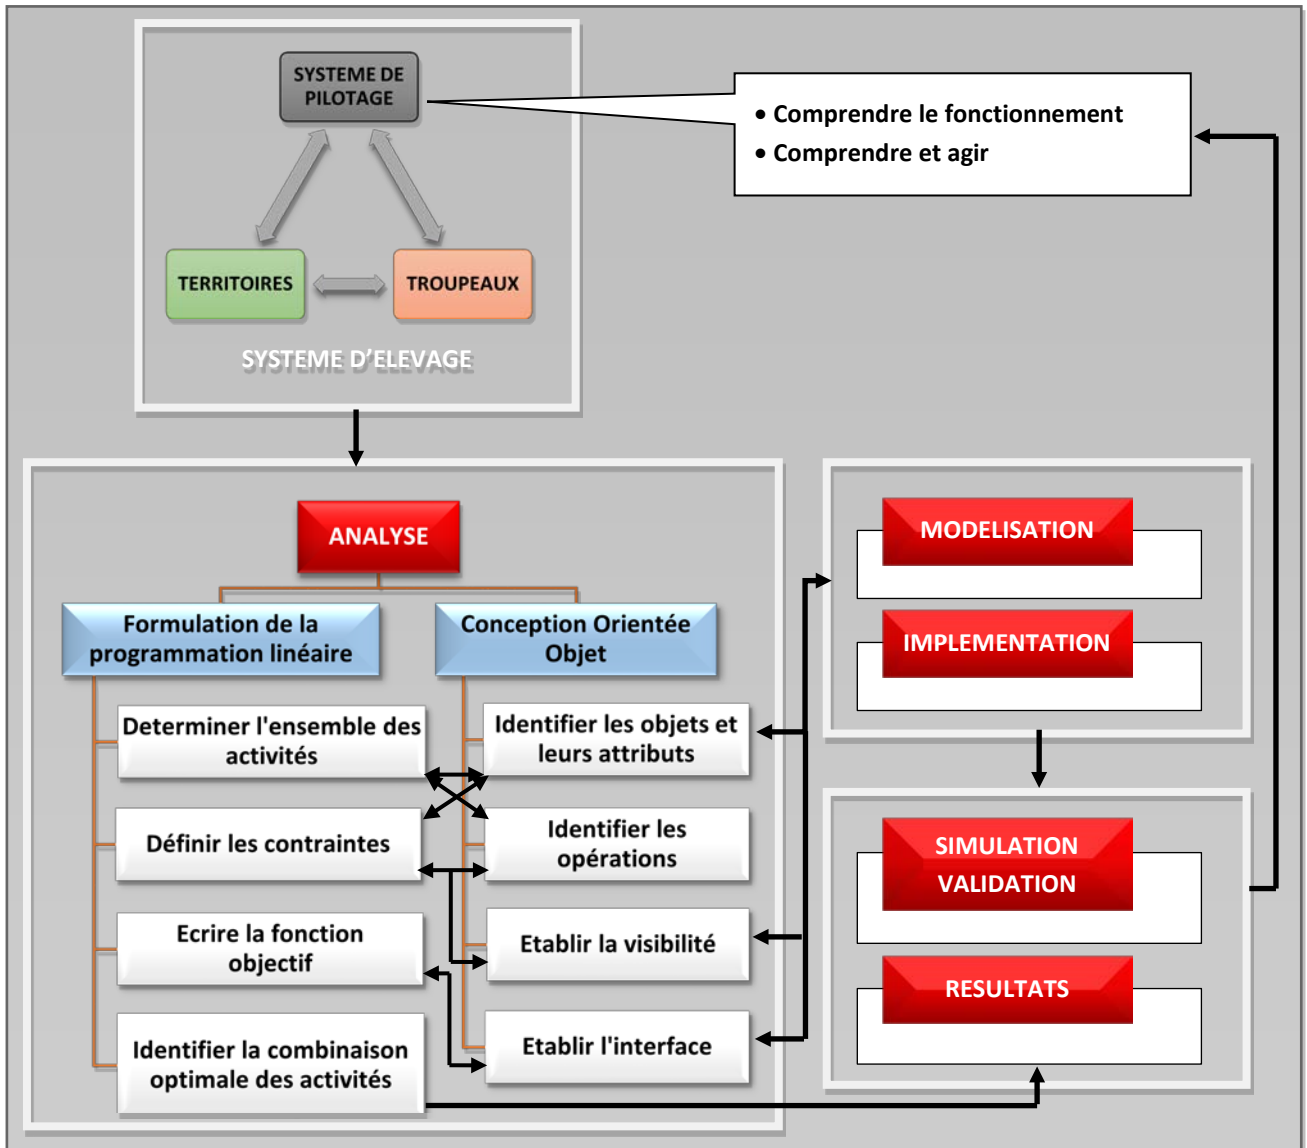 SYSTEME DE
PILOTAGE
• Comprendre le fonctionnement
• Comprendre et agir
TERRITOIRES
TROUPEAUX
SYSTEME D'ELEVAGE
ANALYSE
Formulation de la
programmation linéaire
Determiner l'ensemble des
activités
Définir les contraintes
Ecrire la fonction
objectif
Identifier la combinaison
optimale des activités
Conception Orientée
Objet
Identifier les objets et
leurs attributs
Identifier les
opérations
Etablir la visibilité
Etablir l'interface
MODELISATION
IMPLEMENTATION
SIMULATION
VALIDATION
RESULTATS